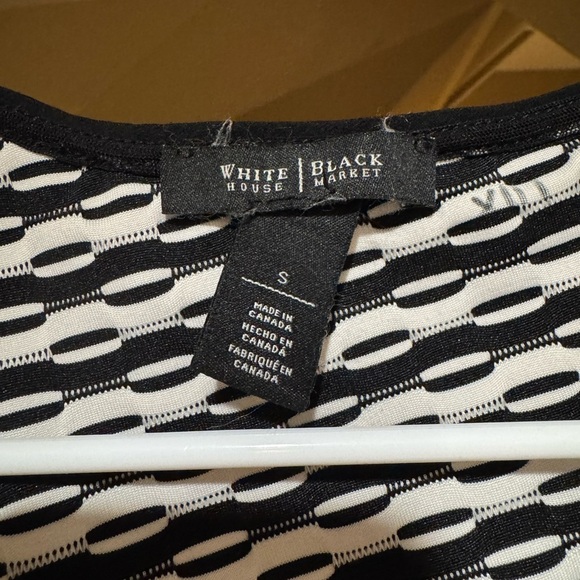 WHITE | BLACK
HOUSE | MARKET
S
MADE IN
CANADA
HECHO EN
CANADA
FABRIQUÉ EN
CANADA